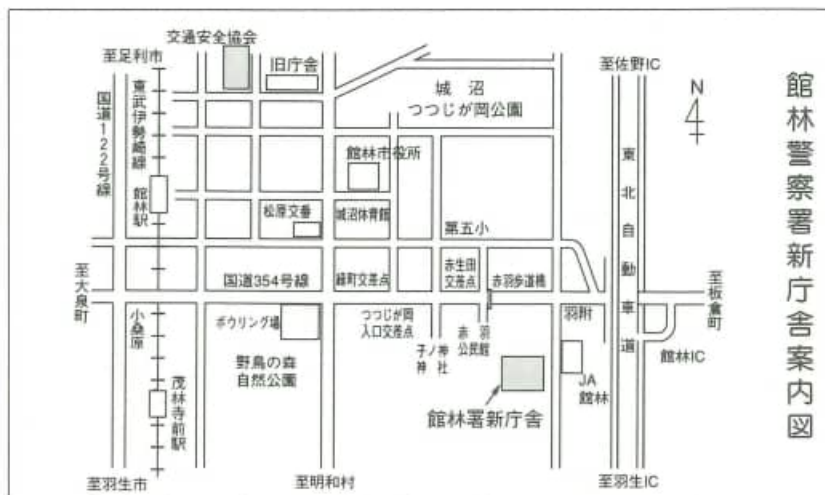 館林警察署新庁舎案内図
交通安全協会
至足利市
旧庁舎
至佐野IC
城沼
つつじが岡公園
N
国道122号線
東武伊勢崎線
館林市役所
東北自動車道
館林駅
松原交番
城沼体育館
第五小
至大泉町
国道354号線
緑町交差点
赤生田
交差点
赤羽歩道橋
至板倉町
小桑原
ボウリング場
つつじが岡
入口交差点
子ノ神
神社
赤羽
公民館
羽附
館林IC
野鳥の森
自然公園
JA
館林
茂林寺前駅
館林署新庁舎
至羽生市
至明和村
至羽生IC